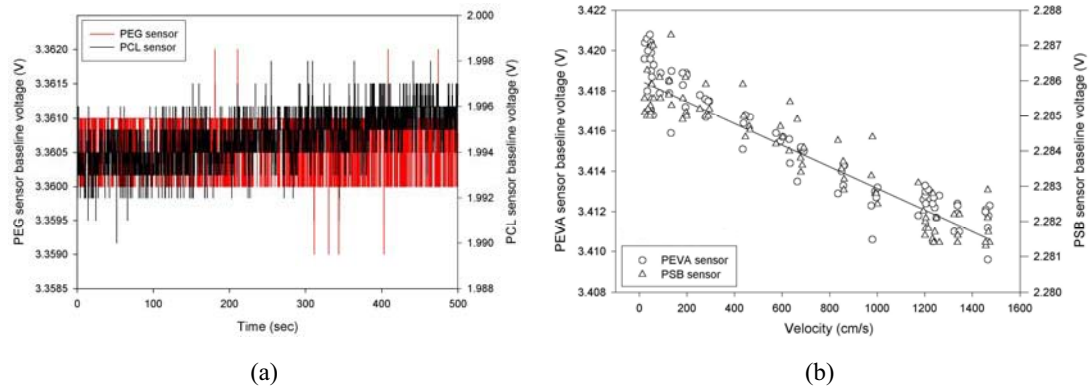 (a)
PEG sensor
PCL sensor
PEG sensor baseline voltage (V)
3.3620
3.3615
3.3610
3.3605
3.3600
3.3595
3.3590
3.3585
2.000
1.998
1.996
1.994
1.992
1.990
1.988
PCL sensor baseline voltage (V)
0 100 200 300 400 500
Time (sec)
(a)
(b)
PEVA sensor baseline voltage (V)
3.422
3.420
3.418
3.416
3.414
3.412
3.410
3.408
2.288
2.287
2.286
2.285
2.284
2.283
2.282
2.281
2.280
PSB sensor baseline voltage (V)
PEVA sensor
PSB sensor
0 200 400 600 800 1000 1200 1400 1600
Velocity (cm/s)
(b)